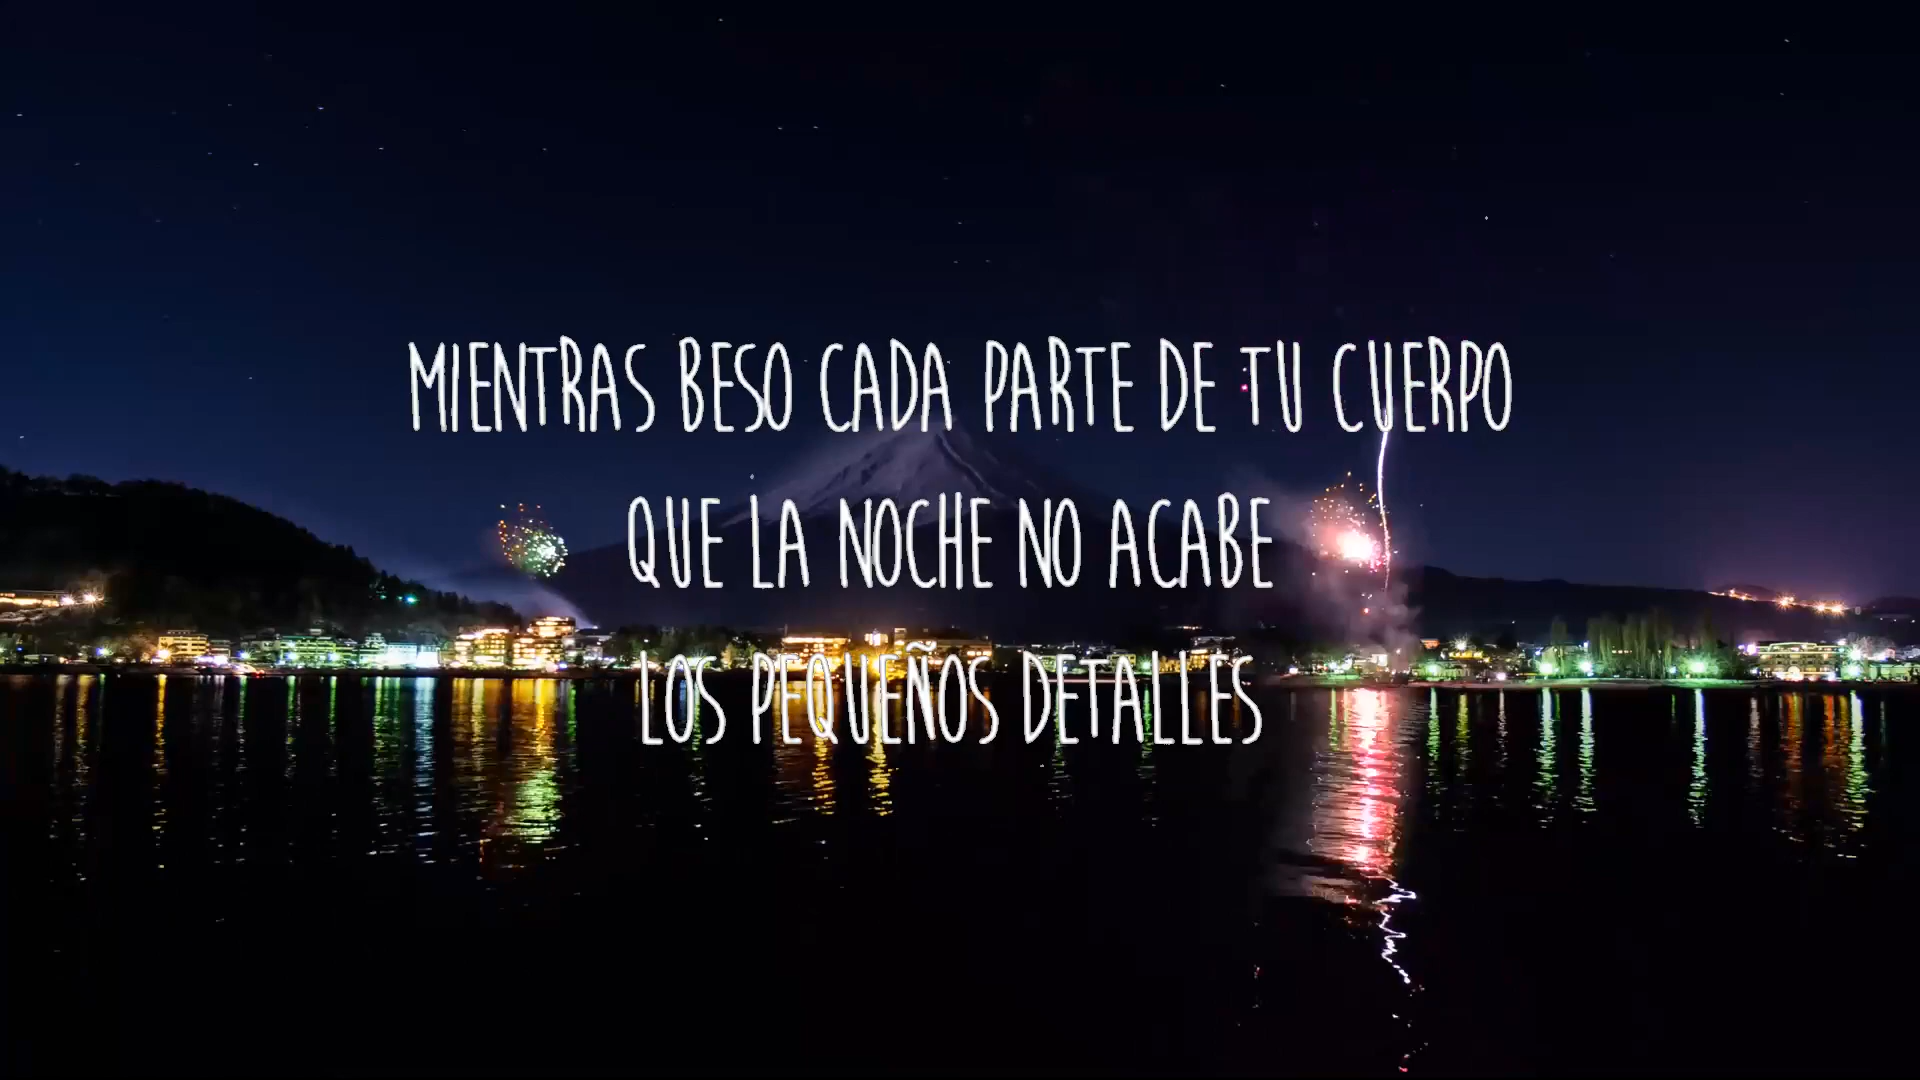 MIENTRAS BESO CADA PARTE DE TU CUERPO
QUE LA NOCHE NO ACABE
LOS PEQUEÑOS DETALLES